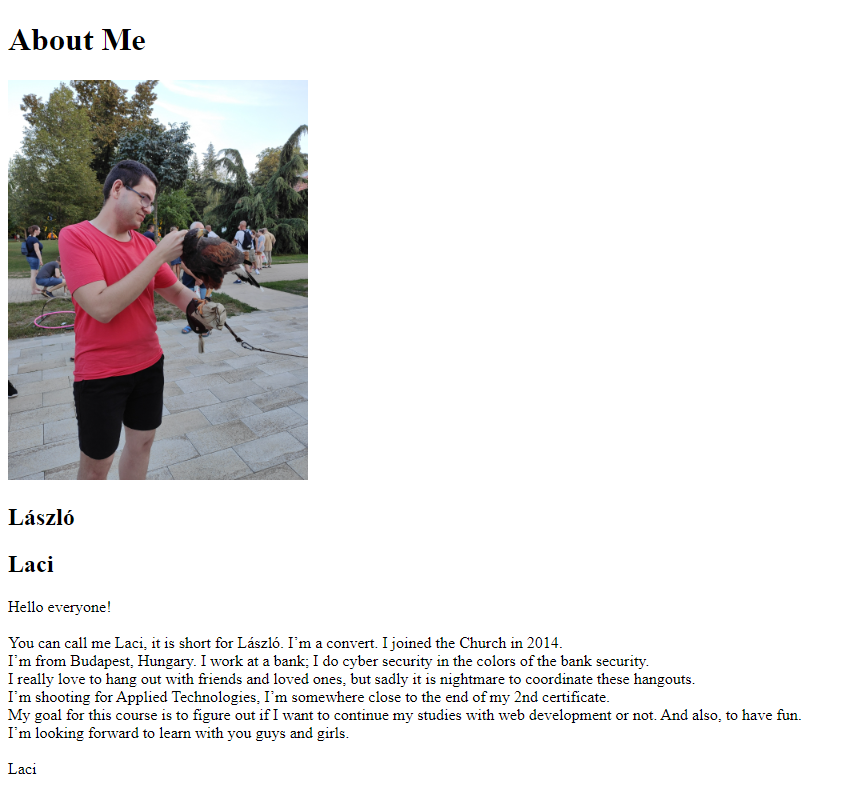 About Me
László
Laci
Hello everyone!
You can call me Laci, it is short for László. I’m a convert. I joined the Church in 2014.
I’m from Budapest, Hungary. I work at a bank; I do cyber security in the colors of the bank security.
I really love to hang out with friends and loved ones, but sadly it is nightmare to coordinate these hangouts.
I’m shooting for Applied Technologies, I’m somewhere close to the end of my 2nd certificate.
My goal for this course is to figure out if I want to continue my studies with web development or not. And also, to have fun.
I’m looking forward to learn with you guys and girls.
Laci